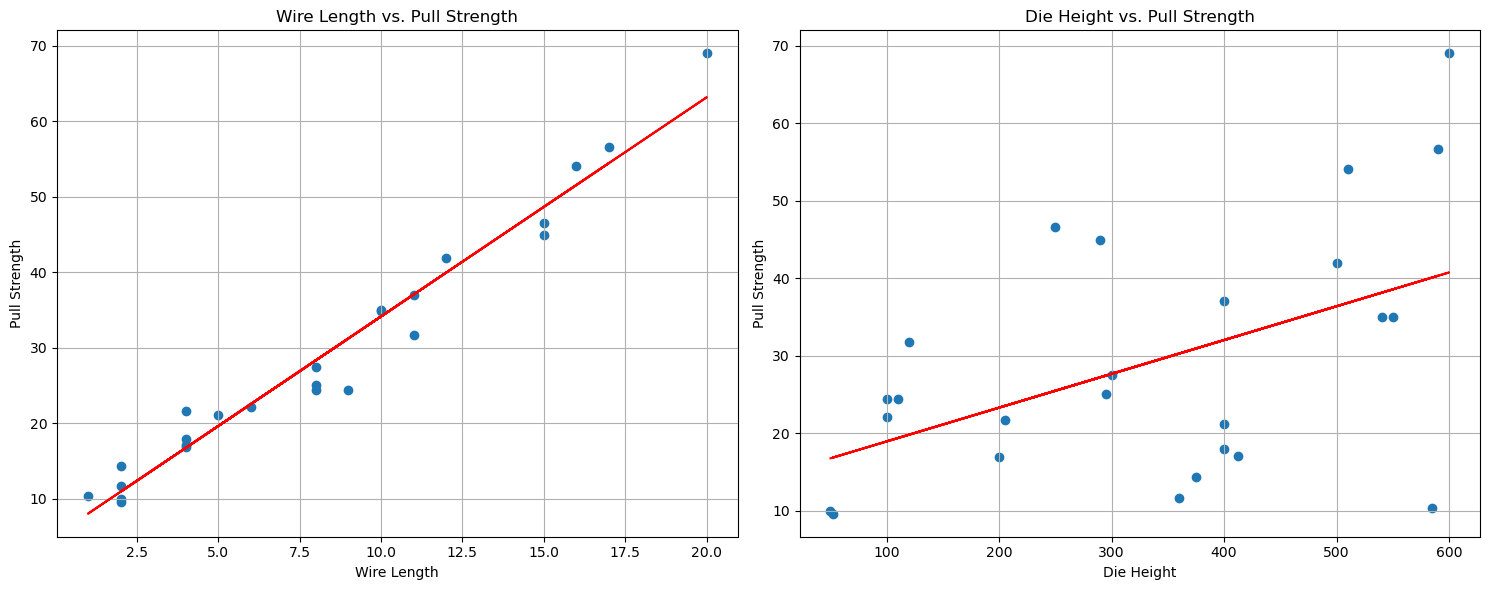 Wire Length vs. Pull Strength
Pull Strength
70
60
50
40
30
20
10
2.5 5.0 7.5 10.0 12.5 15.0 17.5 20.0
Wire Length
Die Height vs. Pull Strength
Pull Strength
70
60
50
40
30
20
10
100 200 300 400 500 600
Die Height